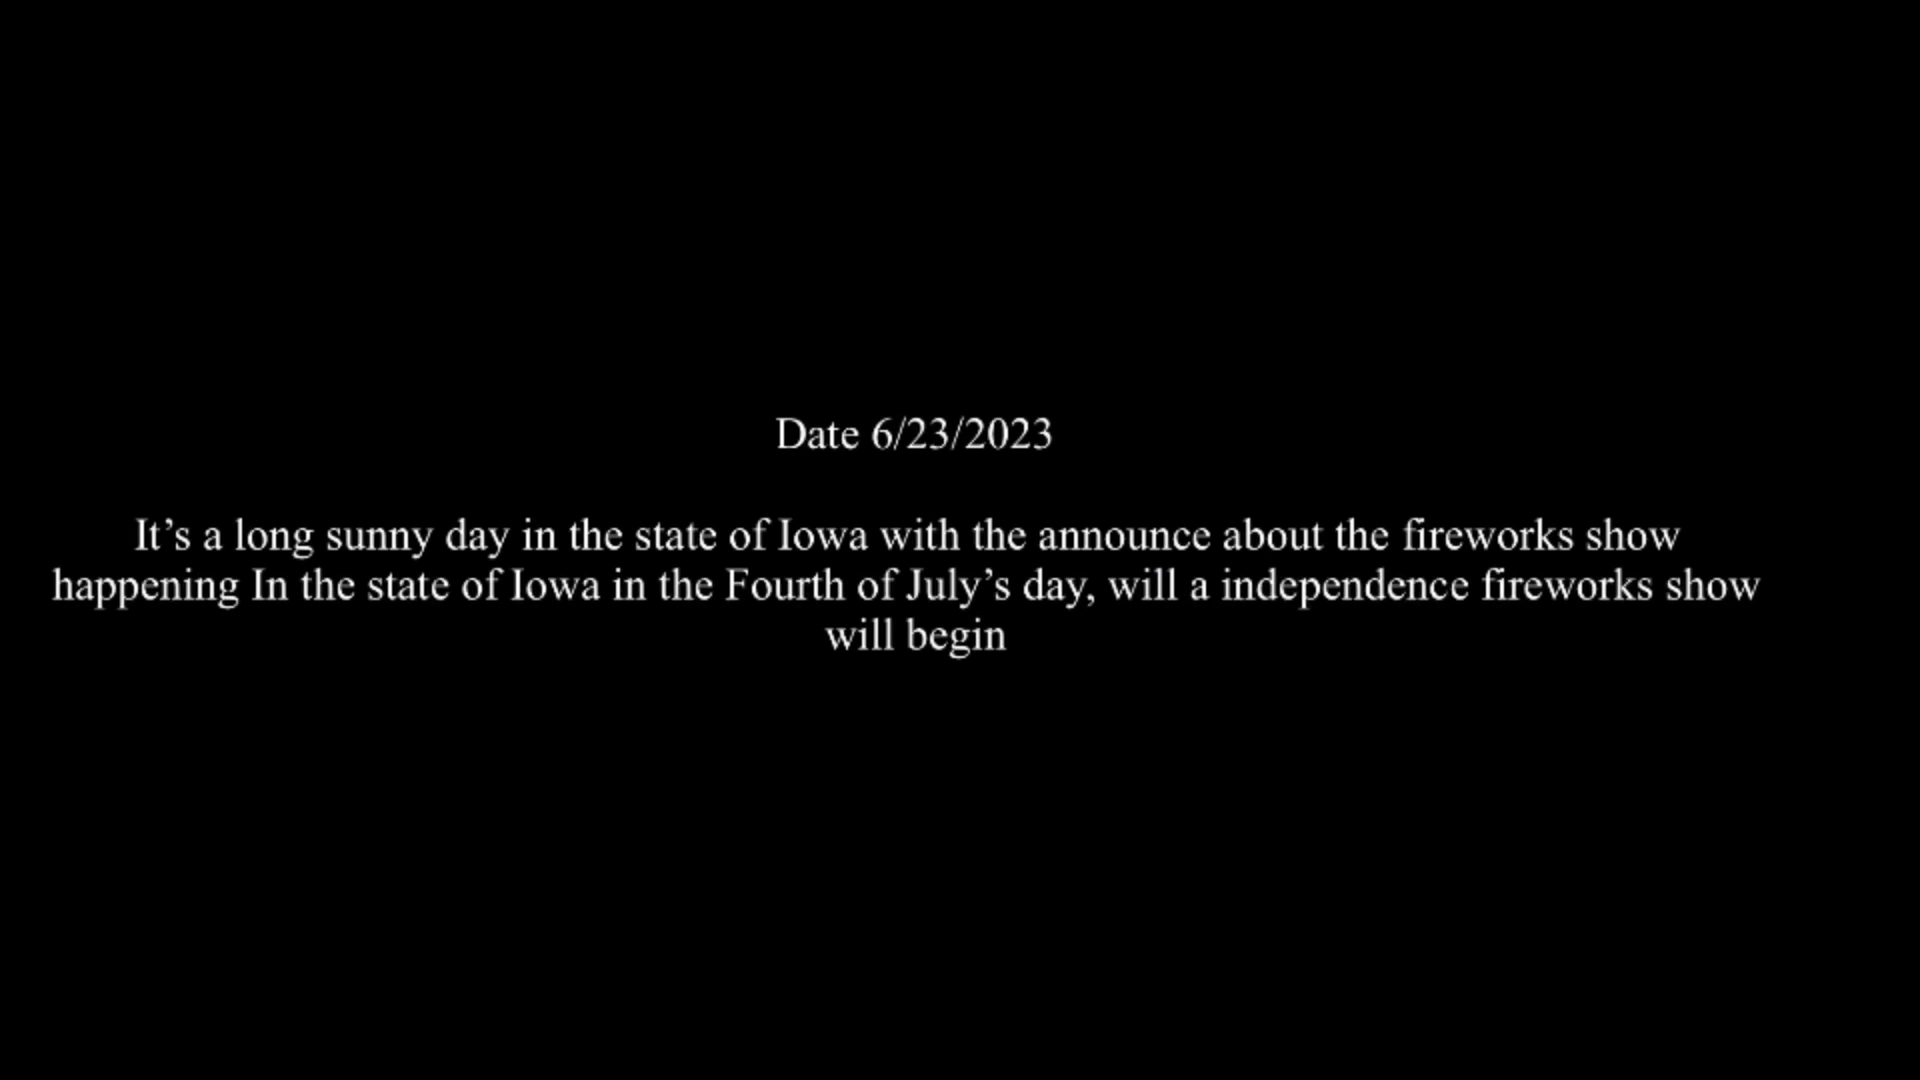 Date 6/23/2023
It’s a long sunny day in the state of Iowa with the announce about the fireworks show
happening In the state of Iowa in the Fourth of July’s day, will a independence fireworks show
will begin